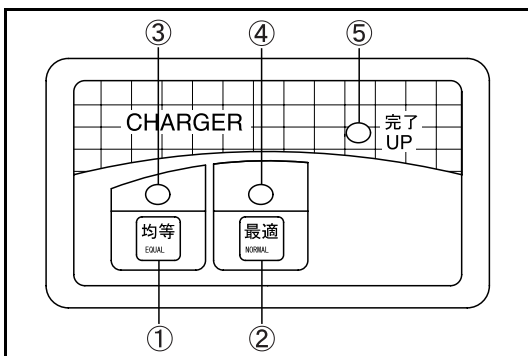 ③ ④ ⑤
CHARGER
完了
UP
均等
EQUAL
最適
NORMAL
① ②